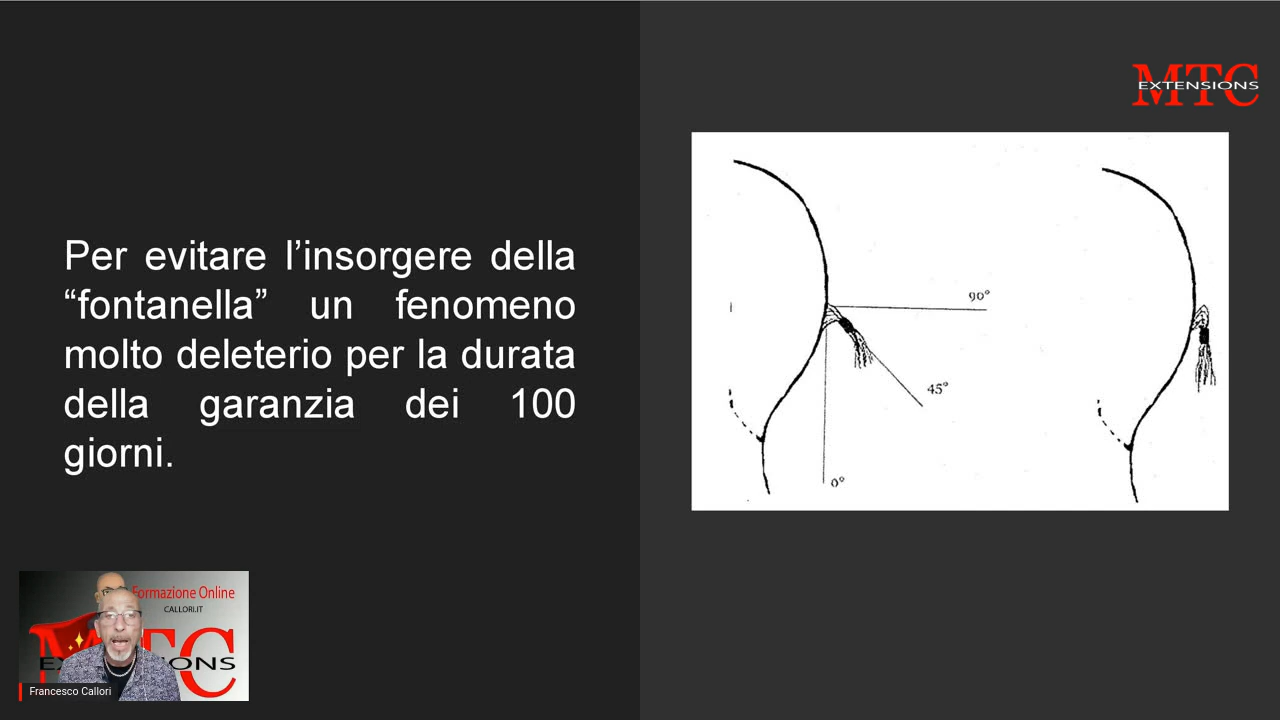 Per evitare l’insorgere della
“fontanella” un fenomeno
molto deleterio per la durata
della garanzia dei 100
giorni.
MTC
EXTENSIONS
90°
45°
0°
Formazione Online
CALLORI.IT
MTC
EXTENSIONS
Francesco Callori